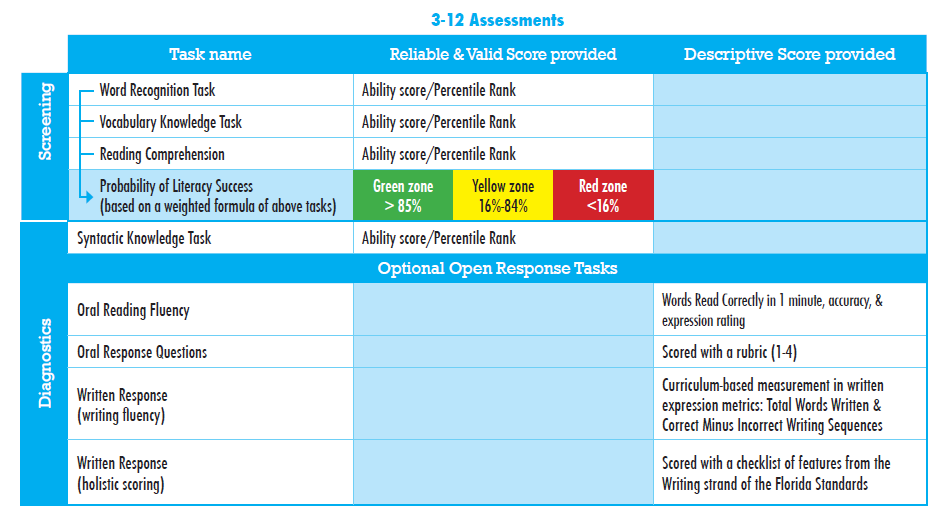 3-12 Assessments
Task name
Reliable & Valid Score provided
Descriptive Score provided
Screening
Word Recognition Task
Ability score/Percentile Rank
Vocabulary Knowledge Task
Ability score/Percentile Rank
Reading Comprehension
Ability score/Percentile Rank
Probability of Literacy Success
(based on a weighted formula of above tasks)
Green zone
> 85%
Yellow zone
16%-84%
Red zone
<16%
Diagnostics
Syntactic Knowledge Task
Ability score/Percentile Rank
Optional Open Response Tasks
Oral Reading Fluency
Words Read Correctly in 1 minute, accuracy, &
expression rating
Oral Response Questions
Scored with a rubric (1-4)
Written Response
(writing fluency)
Curriculum-based measurement in written
expression metrics: Total Words Written &
Correct Minus Incorrect Writing Sequences
Written Response
(holistic scoring)
Scored with a checklist of features from the
Writing strand of the Florida Standards